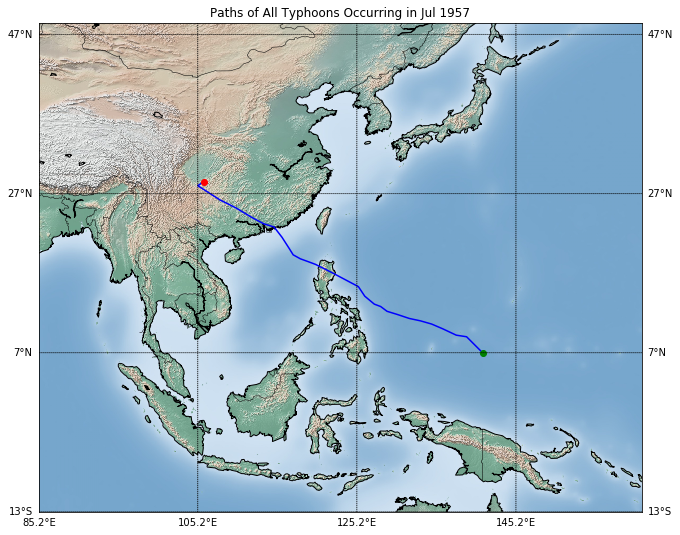 Paths of All Typhoons Occurring in Jul 1957
47°N 47°N
27°N 27°N
7°N 7°N
13°S 13°S
85.2°E 105.2°E 125.2°E 145.2°E